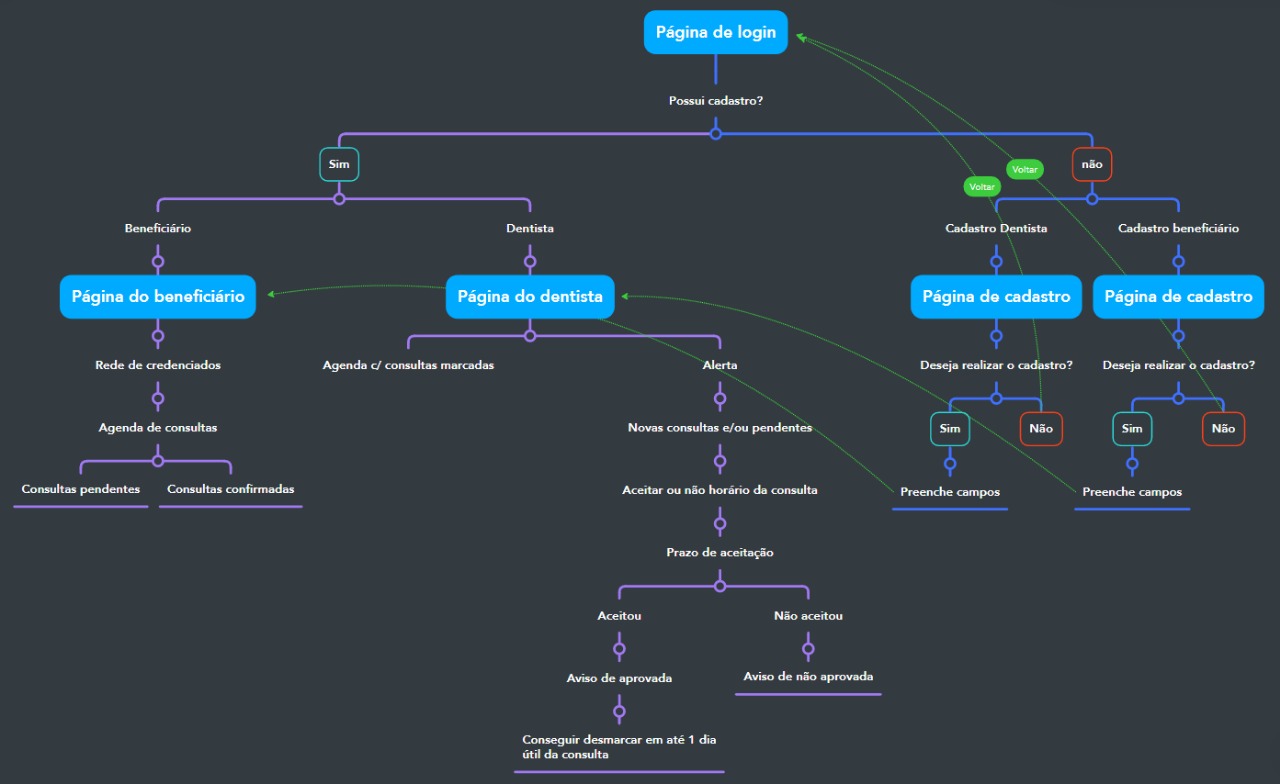 Página de login
Possui cadastro?
Sim
não
Voltar
Voltar
Beneficiário
Dentista
Cadastro Dentista
Cadastro beneficiário
Página do beneficiário
Página do dentista
Página de cadastro
Página de cadastro
Rede de credenciados
Agenda c/ consultas marcadas
Alerta
Deseja realizar o cadastro?
Deseja realizar o cadastro?
Agenda de consultas
Novas consultas e/ou pendentes
Sim
Não
Sim
Não
Consultas pendentes
Consultas confirmadas
Aceitar ou não horário da consulta
Preenche campos
Preenche campos
Prazo de aceitação
Aceitou
Não aceitou
Aviso de aprovada
Aviso de não aprovada
Conseguir desmarcar em até 1 dia
útil da consulta